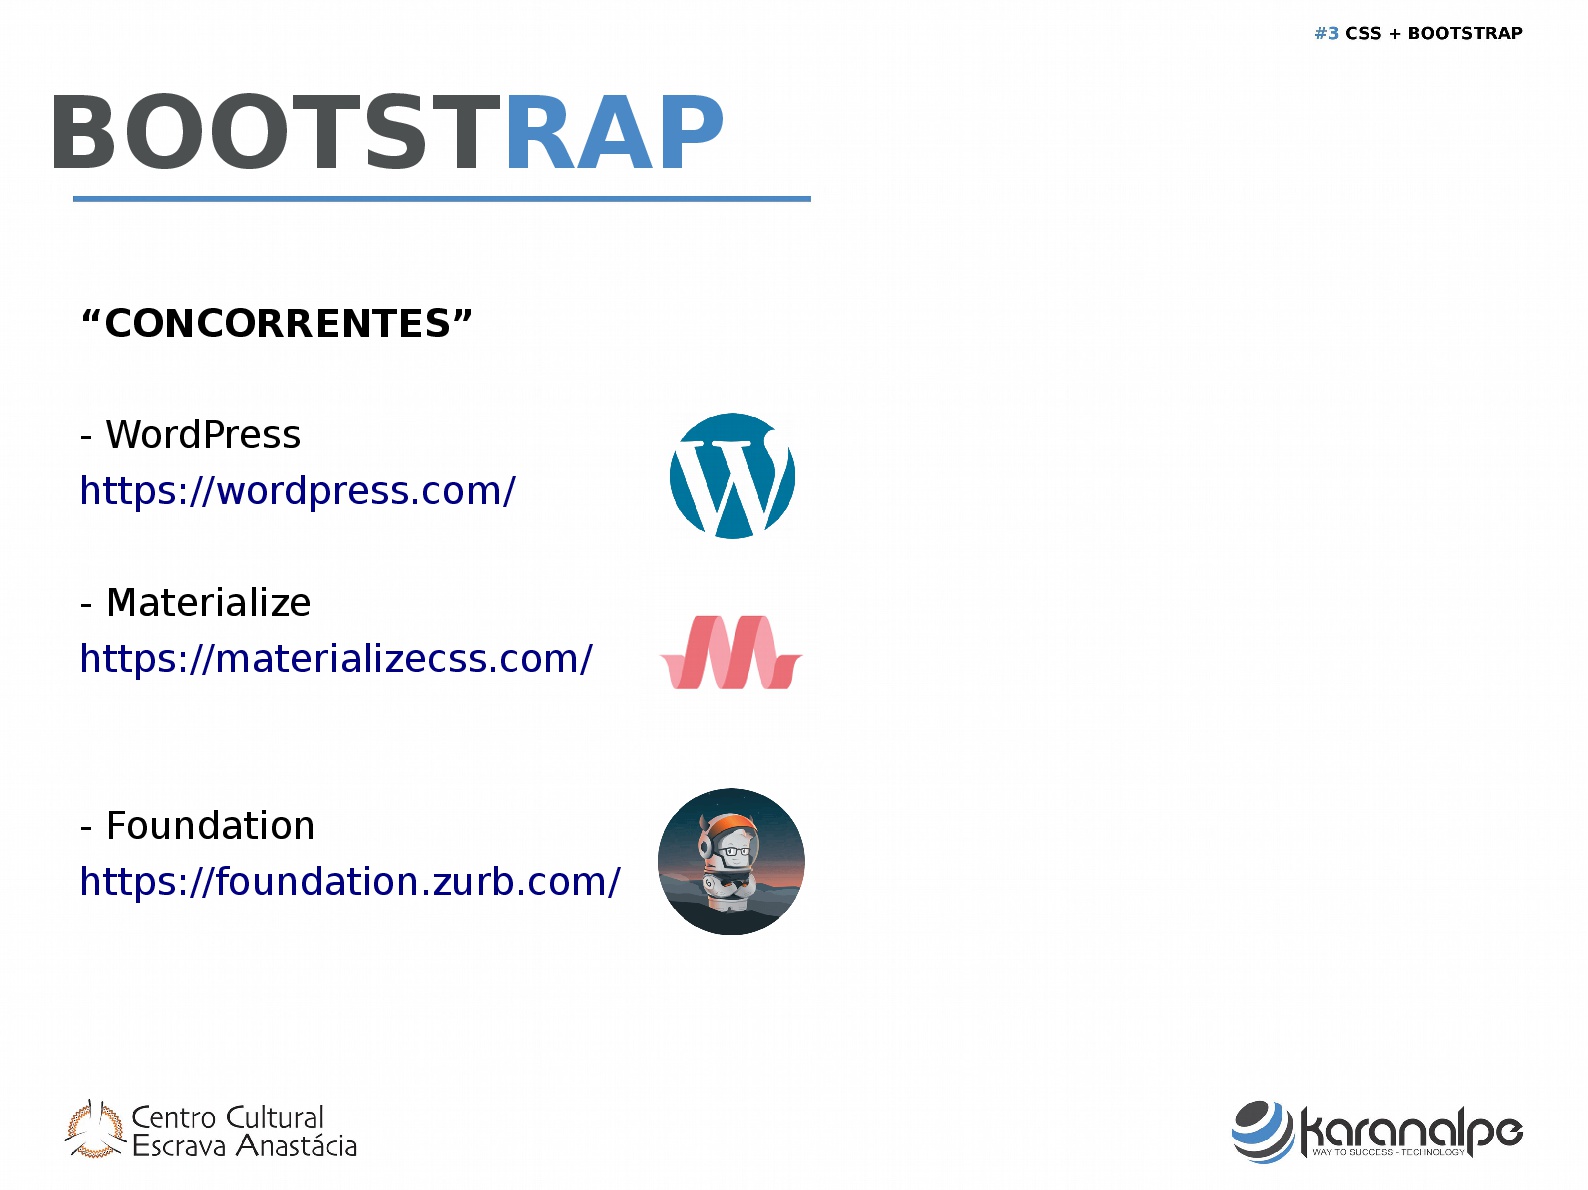 #3 CSS + BOOTSTRAP
BOOTSTRAP
“CONCORRENTES”
- WordPress
https://wordpress.com/
- Materialize
https://materializecss.com/
- Foundation
https://foundation.zurb.com/
Centro Cultural
Escrava Anastácia
karanalpe
WAY TO SUCCESS - TECHNOLOGY